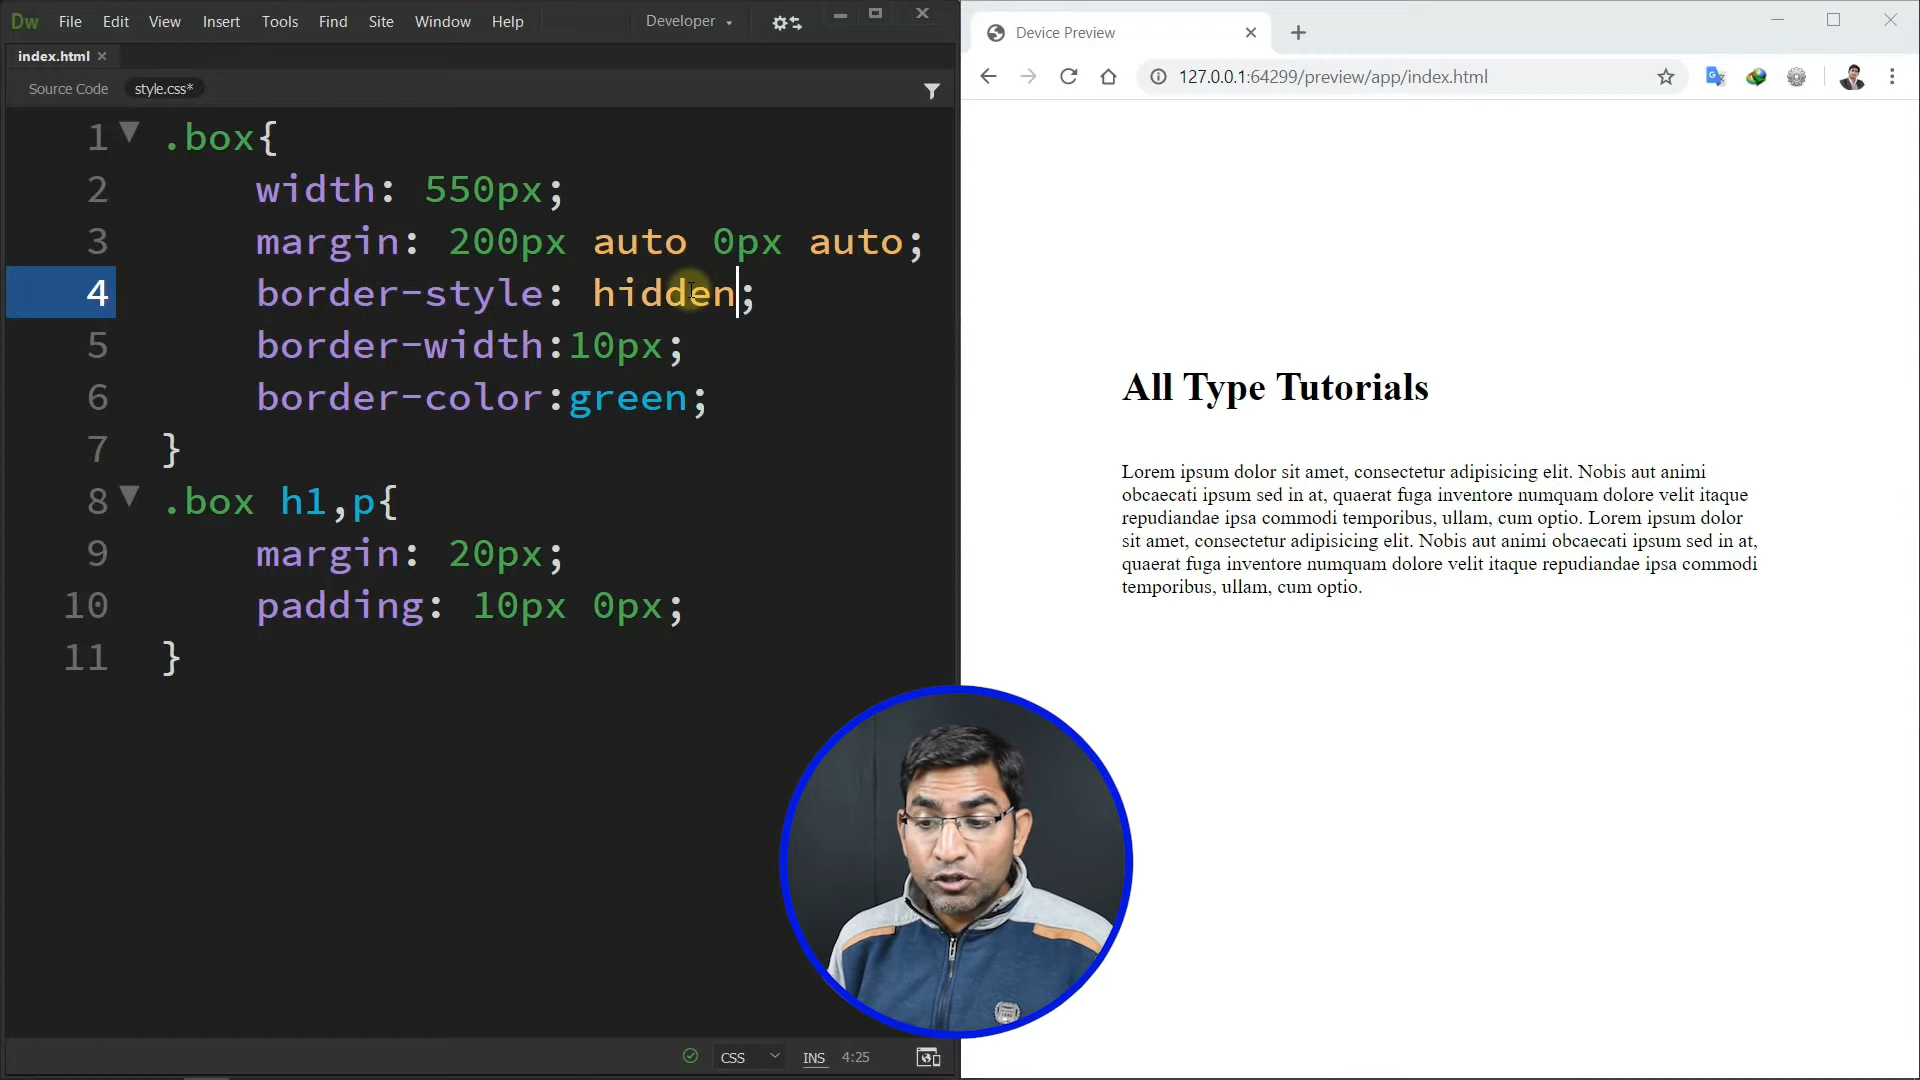 Dw File Edit View Insert Tools Find Site Window Help Developer
index.html
Source Code style.css*
1 .box{
2 width: 550px;
3 margin: 200px auto 0px auto;
4 border-style: hidden;
5 border-width:10px;
6 border-color:green;
7 }
8 .box h1,p{
9 margin: 20px;
10 padding: 10px 0px;
11 }
CSS INS 4:25
Device Preview
127.0.0.1:64299/preview/app/index.html
All Type Tutorials
Lorem ipsum dolor sit amet, consectetur adipisicing elit. Nobis aut animi
obcaecati ipsum sed in at, quaerat fuga inventore numquam dolore velit itaque
repudiandae ipsa commodi temporibus, ullam, cum optio. Lorem ipsum dolor
sit amet, consectetur adipisicing elit. Nobis aut animi obcaecati ipsum sed in at,
quaerat fuga inventore numquam dolores velit itaque repudiandae ipsa commodi
temporibus, ullam, cum optio.